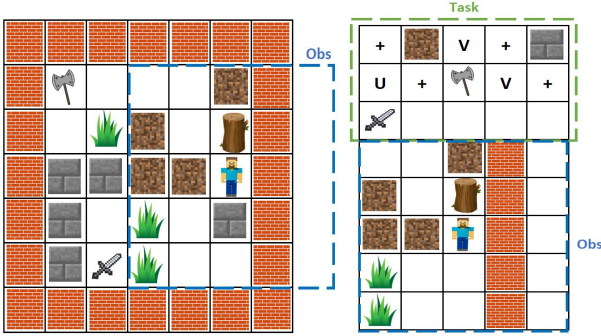 Task
Obs
+ V +
U + V +
Obs